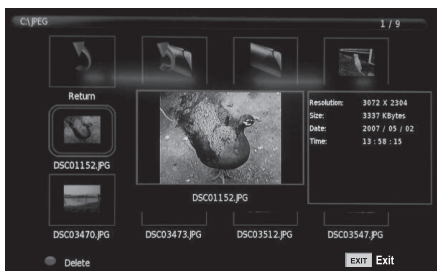 C:\JPEG 1 / 9
Return
Resolution: 3072 X 2304
Size: 3337 KBytes
Date: 2007 / 05 / 02
Time: 13 : 58 : 15
DSC01152.JPG
DSC01152.JPG
DSC03470.JPG DSC03473.JPG DSC03512.JPG DSC03547.JPG
Delete EXIT Exit